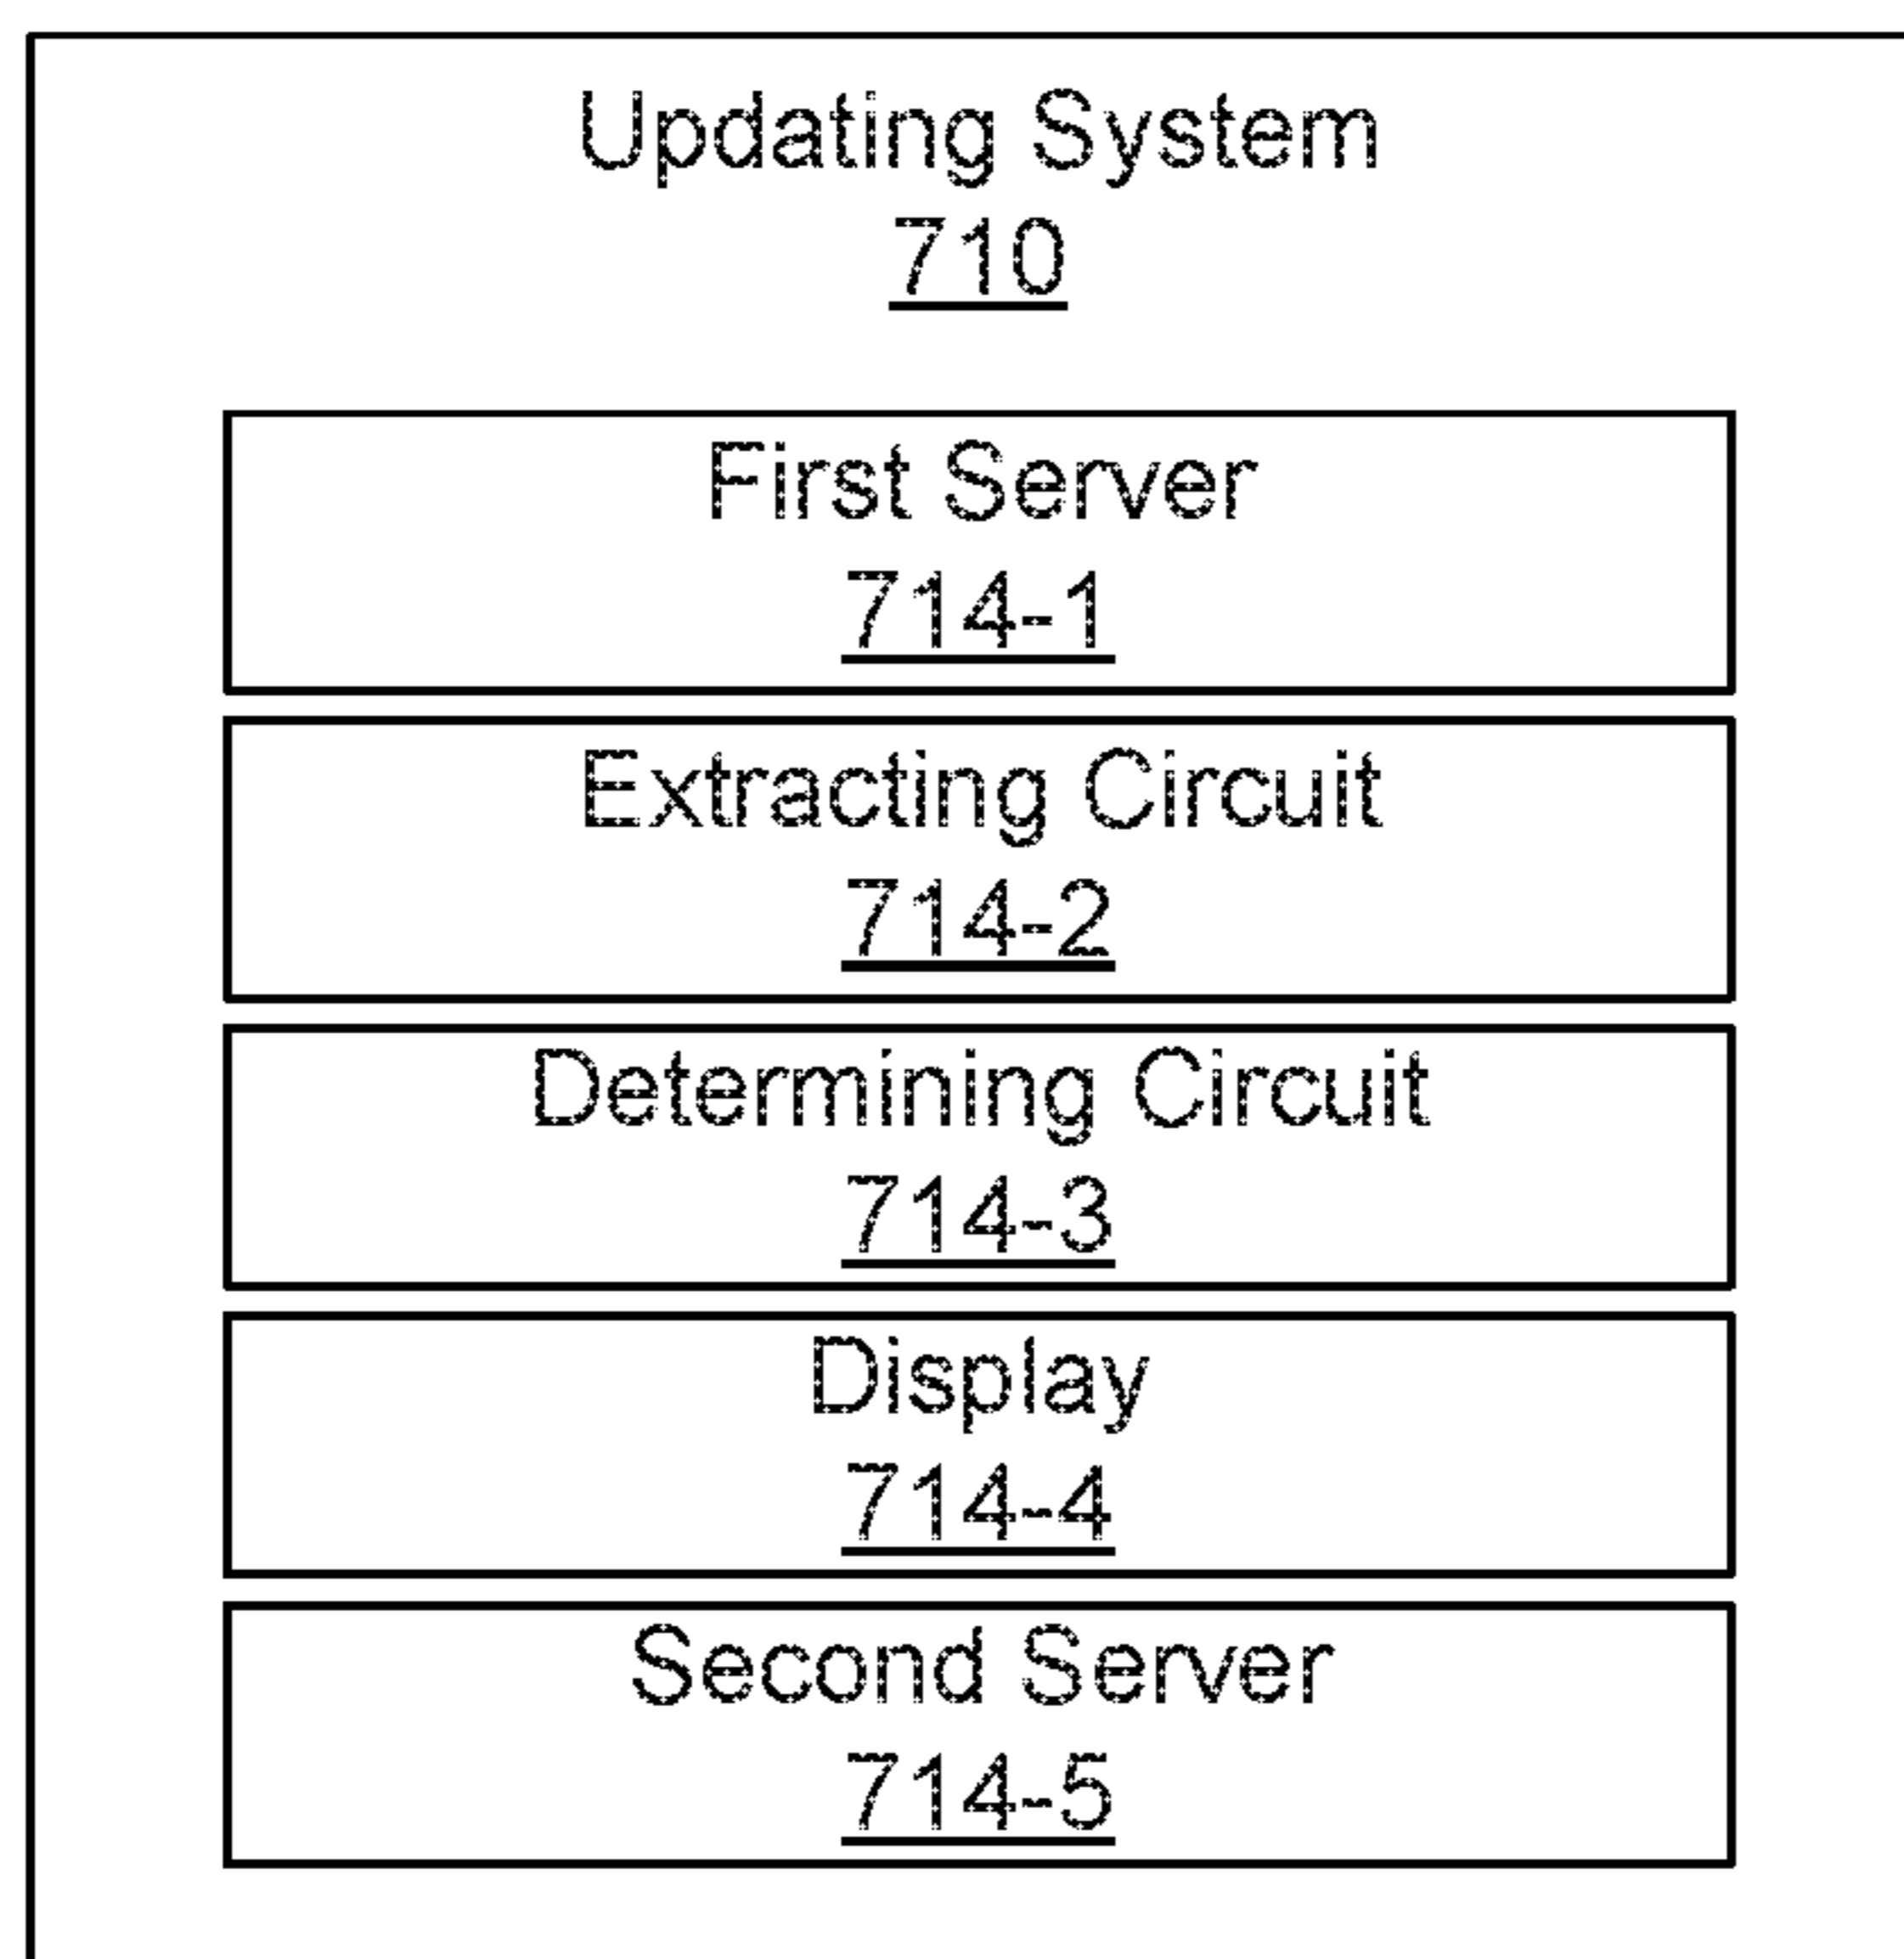 Updating System
710
First Server
714-1
Extracting Circuit
714-2
Determining Circuit
714-3
Display
714-4
Second Server
714-5